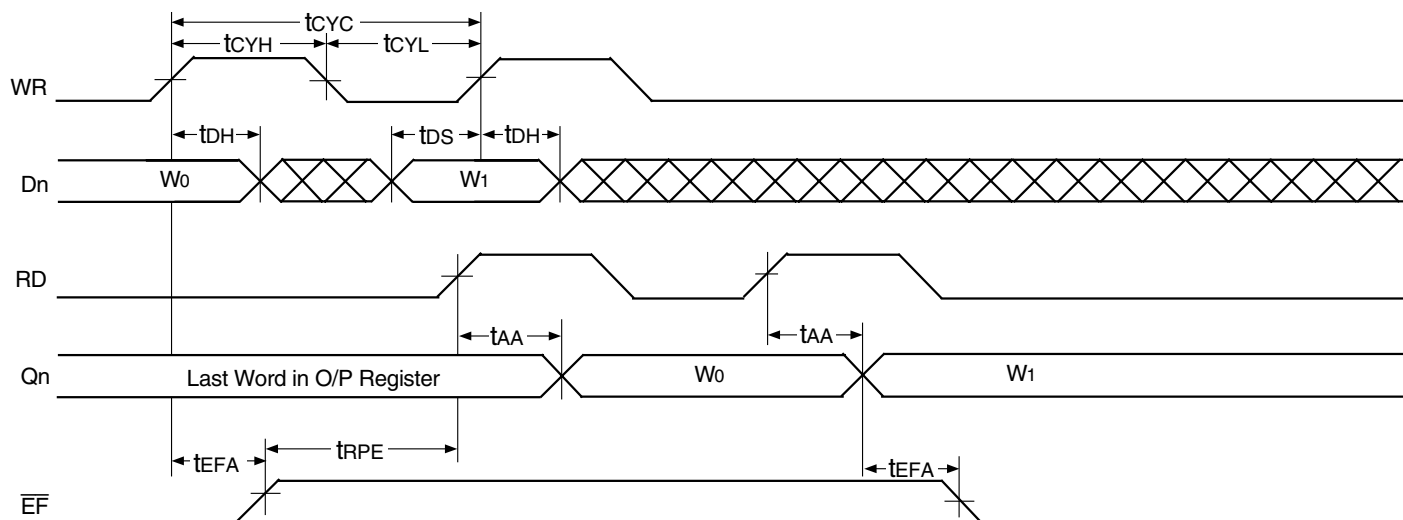 tCYC
tCYH tCYL
WR
tDH tDS tDH
Dn W0 W1
RD
tAA tAA
Qn Last Word in O/P Register W0 W1
tEFA tRPE tEFA
E̅F̅